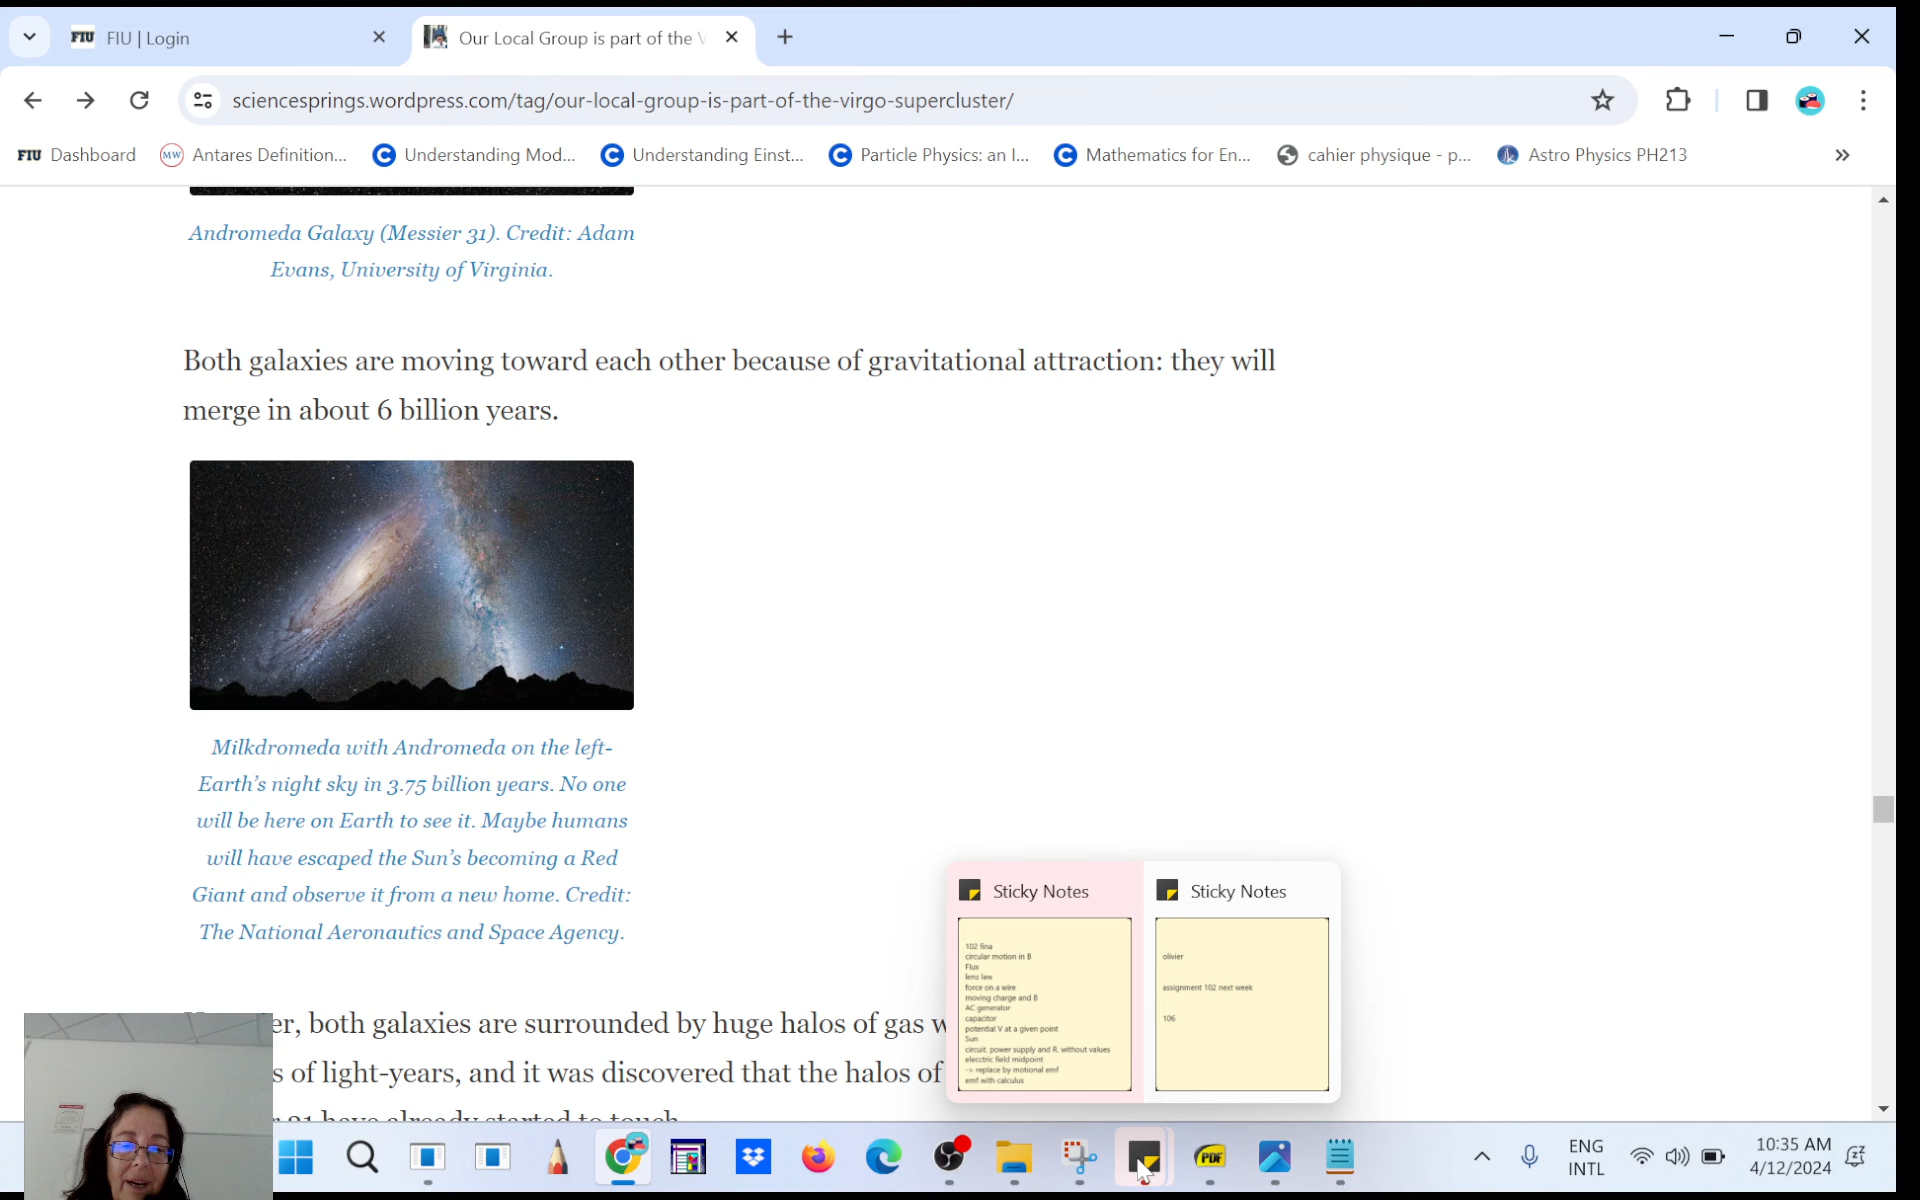 FIU | Login
Our Local Group is part of the V
sciencesprings.wordpress.com/tag/our-local-group-is-part-of-the-virgo-supercluster/
FIU Dashboard
MW Antares Definition...
Understanding Mod...
Understanding Einst...
Particle Physics: an I...
Mathematics for En...
cahier physique - p...
Astro Physics PH213
Andromeda Galaxy (Messier 31). Credit: Adam
Evans, University of Virginia.
Both galaxies are moving toward each other because of gravitational attraction: they will
merge in about 6 billion years.
Milkdromeda with Andromeda on the left-
Earth's night sky in 3.75 billion years. No one
will be here on Earth to see it. Maybe humans
will have escaped the Sun's becoming a Red
Giant and observe it from a new home. Credit:
The National Aeronautics and Space Agency.
er, both galaxies are surrounded by huge halos of gas w
s of light-years, and it was discovered that the halos of
31 have already started to touch
Sticky Notes
102 fina
circular motion in B
Flux
lenz law
force on a wire
moving charge and B
AC generator
capacitor
potential V at a given point
Sun
circuit. power supply and R, without values
elecctric field midpoint
-> replace by motional emf
emf with calculus
Sticky Notes
olivier
assignment 102 next week
106
PDF
ENG
INTL
10:35 AM
4/12/2024